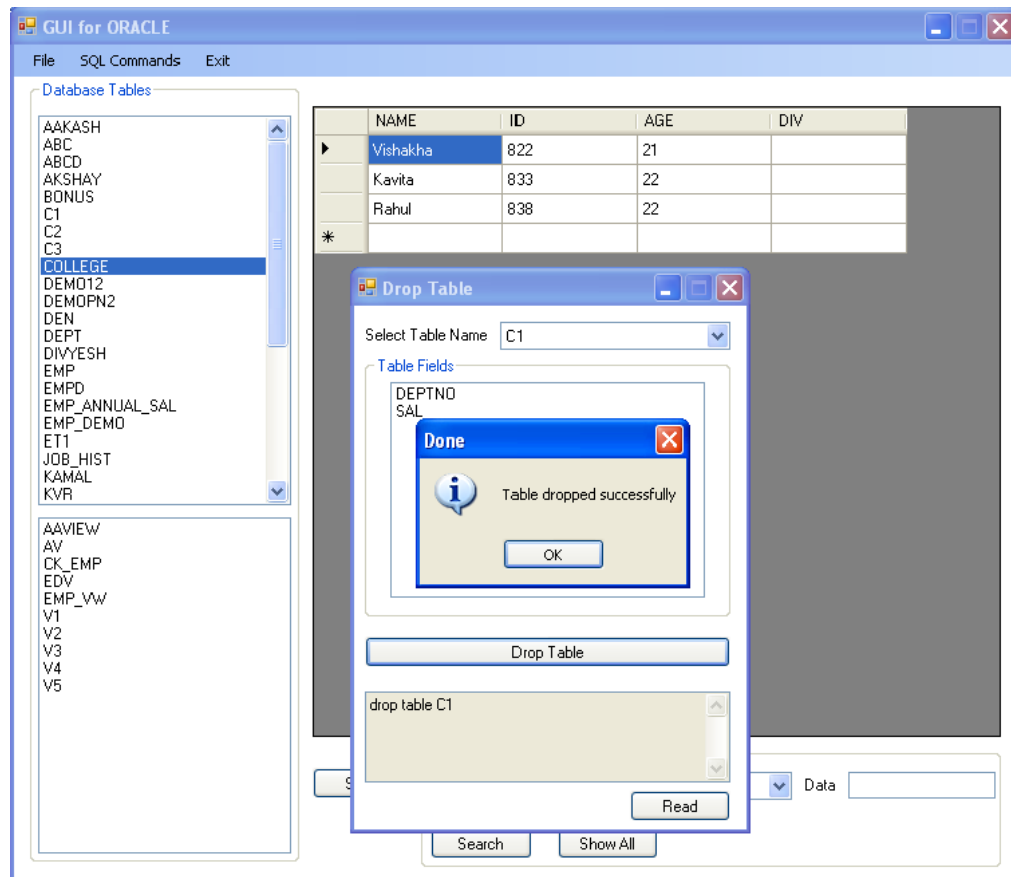 GUI for ORACLE
File SQL Commands Exit
Database Tables
AAKASH
ABC
ABCD
AKSHAY
BONUS
C1
C2
C3
COLLEGE
DEMO12
DEMOPN2
DEN
DEPT
DIVYESH
EMP
EMPD
EMP_ANNUAL_SAL
EMP_DEMO
ET1
JOB_HIST
KAMAL
KVR
AAVIEW
AV
CK_EMP
EDV
EMP_VW
V1
V2
V3
V4
V5
NAME ID AGE DIV
Vishakha 822 21
Kavita 833 22
Rahul 838 22
Drop Table
Select Table Name C1
Table Fields
DEPTNO
SAL
Done
Table dropped successfully
OK
Drop Table
drop table C1
Read
Data
Search Show All